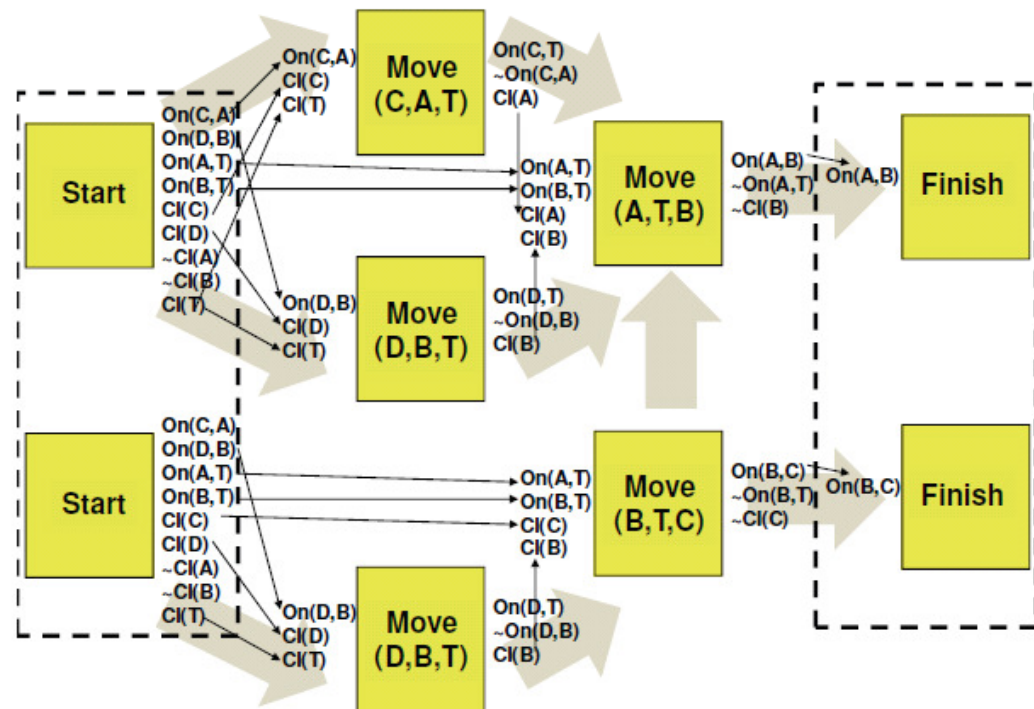 Start
On(C,A)
On(D,B)
On(A,T)
On(B,T)
Cl(C)
Cl(D)
~Cl(A)
~Cl(B)
Cl(T)
On(C,A)
Cl(C)
Cl(T)
Move
(C,A,T)
On(C,T)
~On(C,A)
Cl(A)
On(D,B)
Cl(D)
Cl(T)
Move
(D,B,T)
On(D,T)
~On(D,B)
Cl(B)
On(A,T)
On(B,T)
Cl(A)
Cl(B)
Move
(A,T,B)
On(A,B)
~On(A,T)
~Cl(B)
On(A,B)
Finish
Start
On(C,A)
On(D,B)
On(A,T)
On(B,T)
Cl(C)
Cl(D)
~Cl(A)
~Cl(B)
Cl(T)
On(D,B)
Cl(D)
Cl(T)
Move
(D,B,T)
On(D,T)
~On(D,B)
Cl(B)
On(A,T)
On(B,T)
Cl(C)
Cl(B)
Move
(B,T,C)
On(B,C)
~On(B,T)
~Cl(C)
On(B,C)
Finish